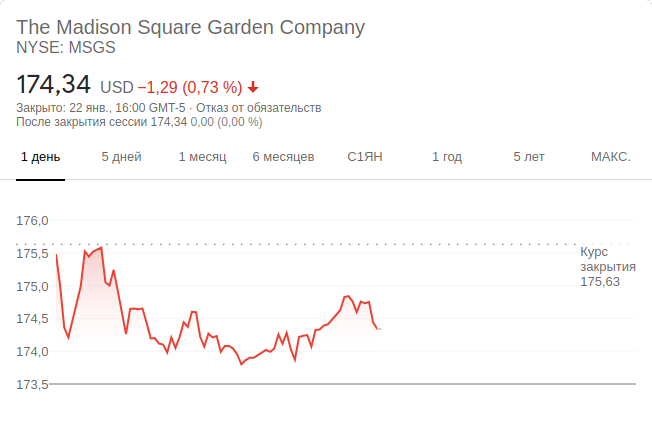 The Madison Square Garden Company
NYSE: MSGS
174,34 USD −1,29 (0,73 %)
Закрыто: 22 янв., 16:00 GMT-5 · Отказ от обязательств
После закрытия сессии 174,34 0,00 (0,00 %)
1 день 5 дней 1 месяц 6 месяцев С1ЯН 1 год 5 лет МАКС.
176,0
175,5
175,0
174,5
174,0
173,5
Курс
закрытия
175,63